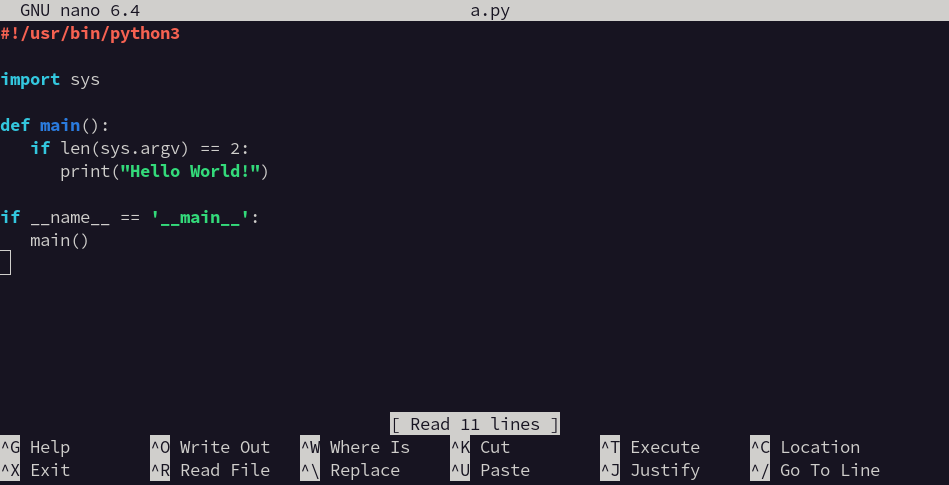 GNU nano 6.4 a.py
#!/usr/bin/python3
import sys
def main():
   if len(sys.argv) == 2:
      print("Hello World!")
if __name__ == '__main__':
   main()
[ Read 11 lines ]
^G Help ^O Write Out ^W Where Is ^K Cut ^T Execute ^C Location
^X Exit ^R Read File ^\ Replace ^U Paste ^J Justify ^/ Go To Line